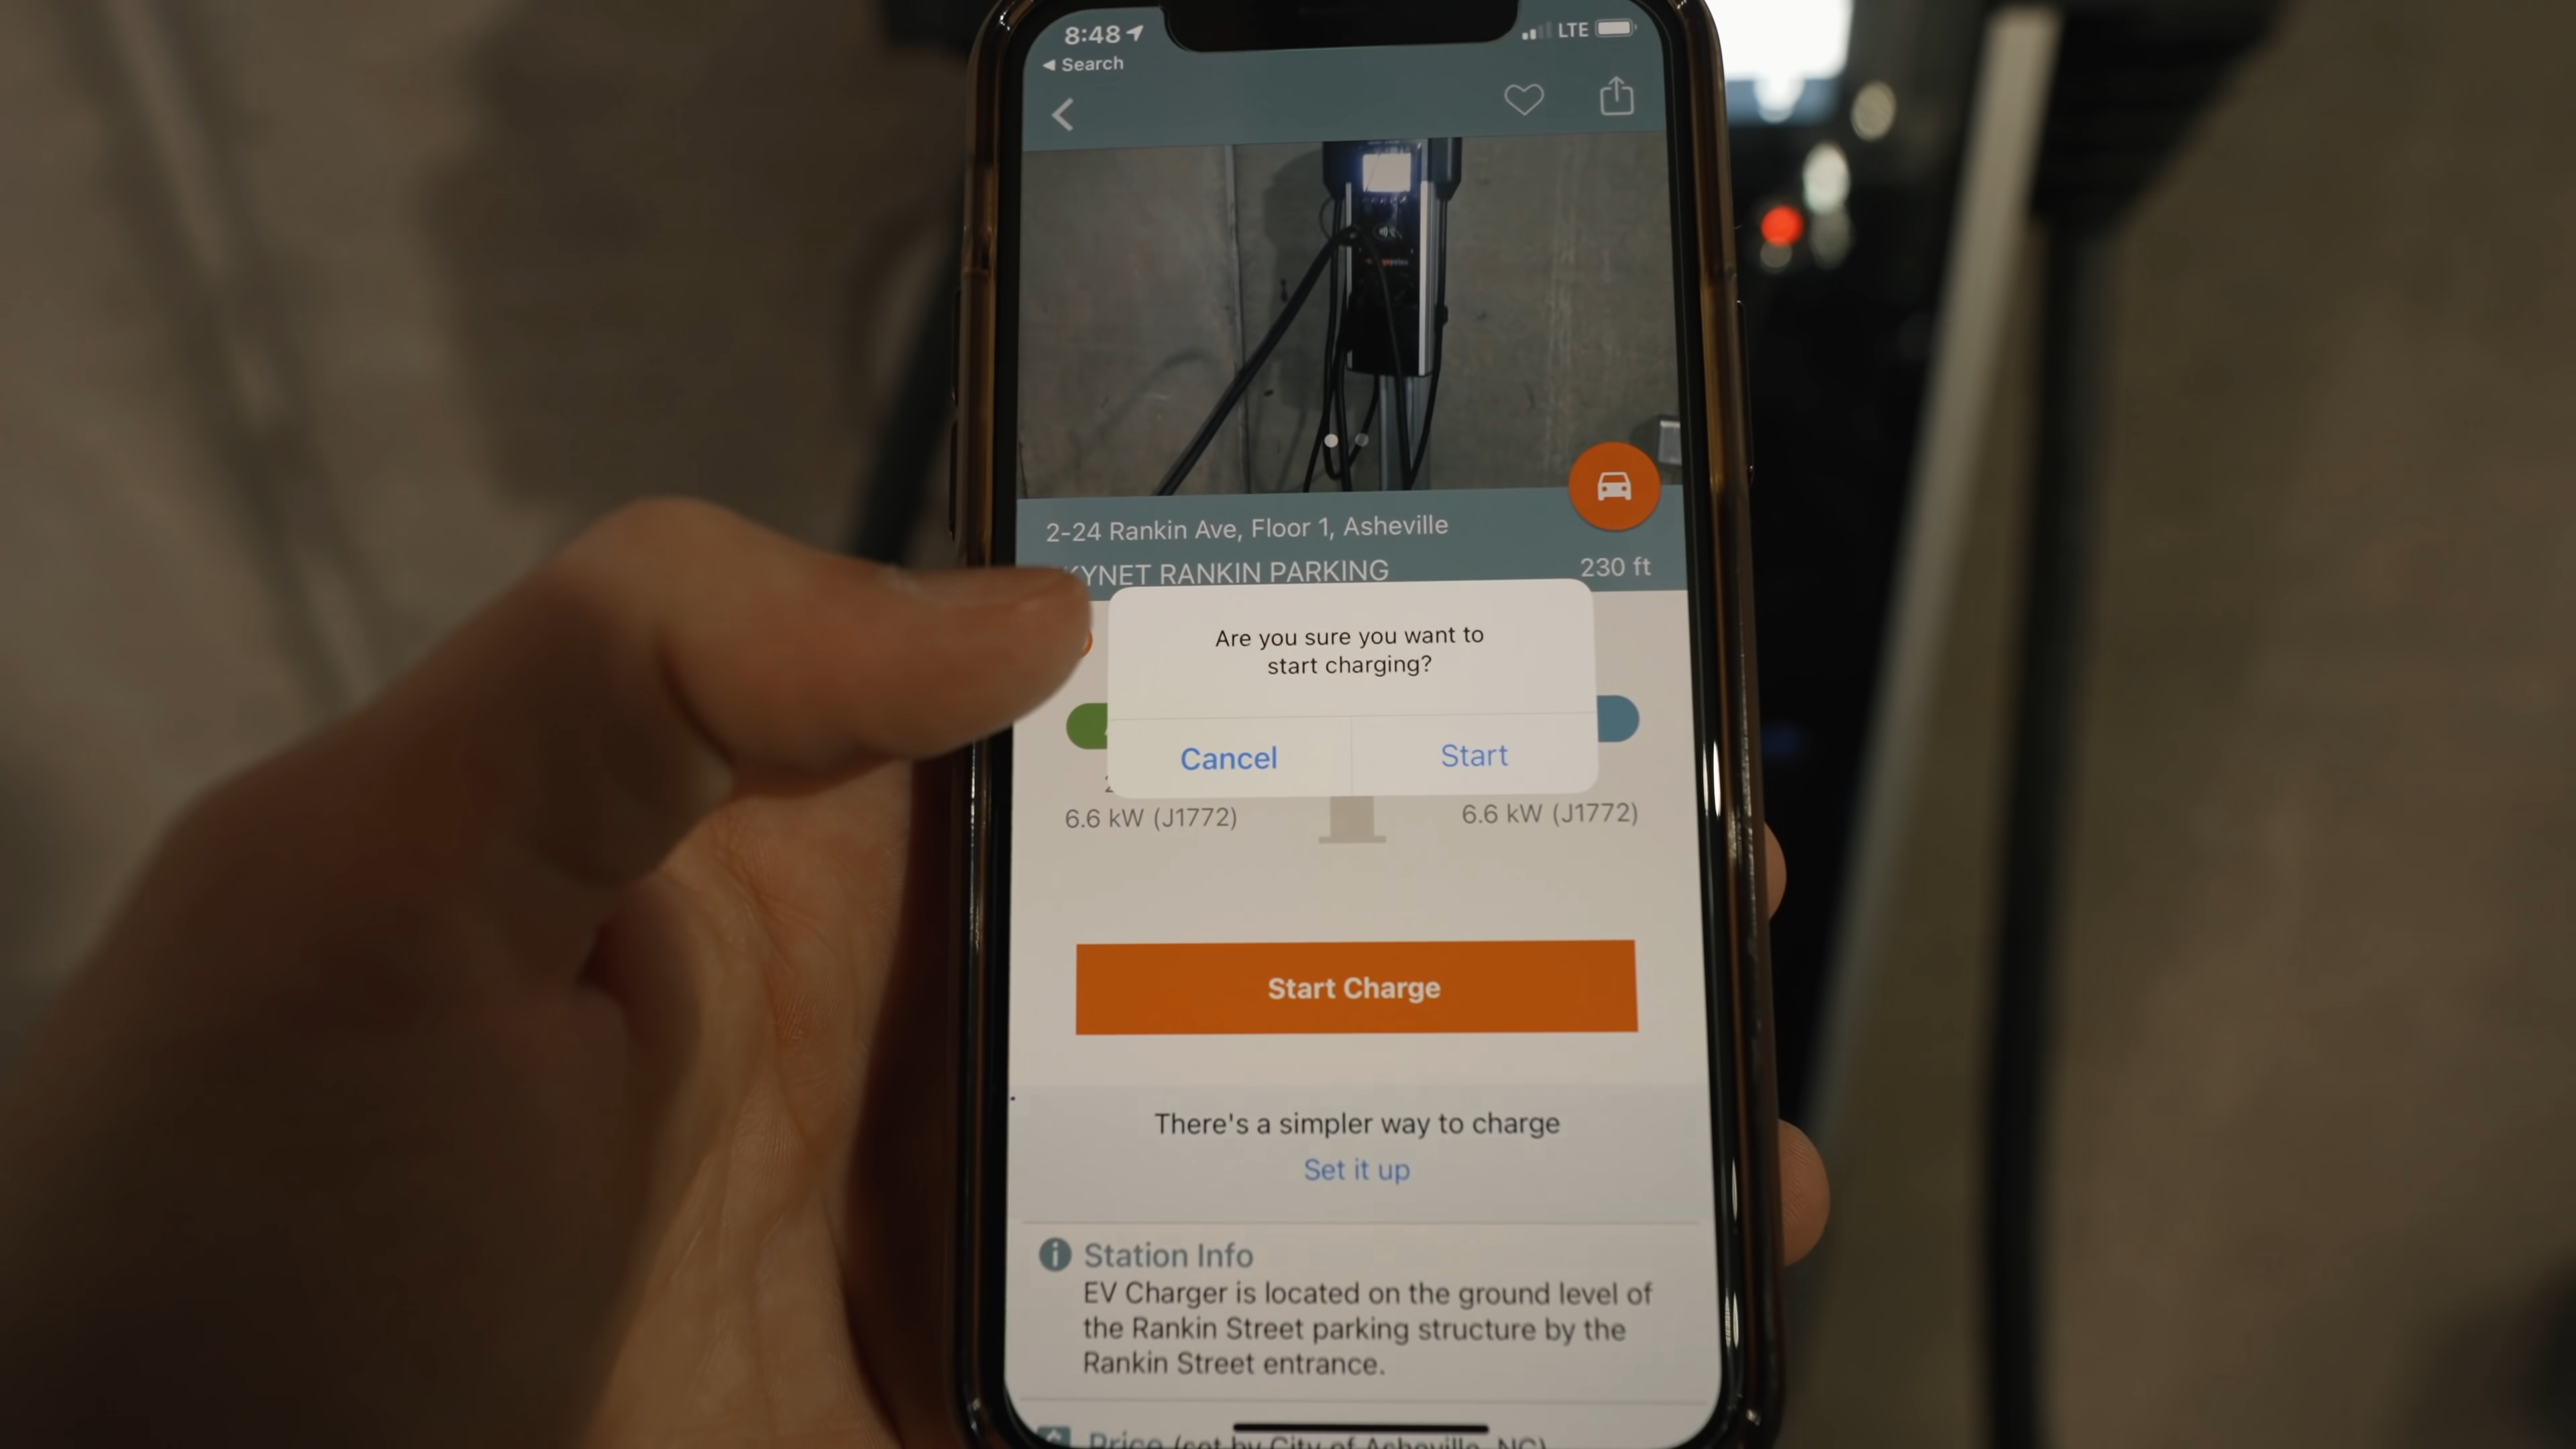 8:48
LTE
◀ Search
2-24 Rankin Ave, Floor 1, Asheville
KYNET RANKIN PARKING
230 ft
Are you sure you want to
start charging?
Cancel
Start
6.6 kW (J1772)
6.6 kW (J1772)
Start Charge
There's a simpler way to charge
Set it up
Station Info
EV Charger is located on the ground level of
the Rankin Street parking structure by the
Rankin Street entrance.
Price (set by City of Asheville, NC)